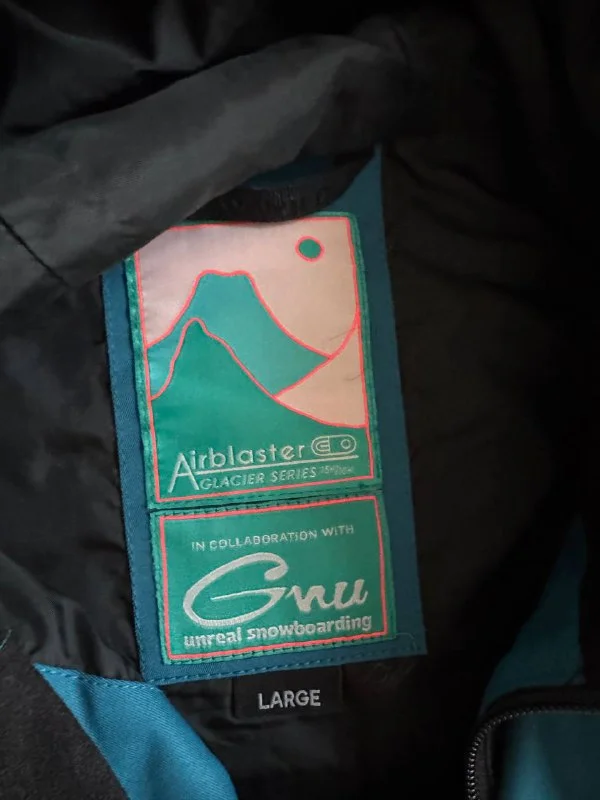 Airblaster
GLACIER SERIES
IN COLLABORATION WITH
Gnu
unreal snowboarding
LARGE